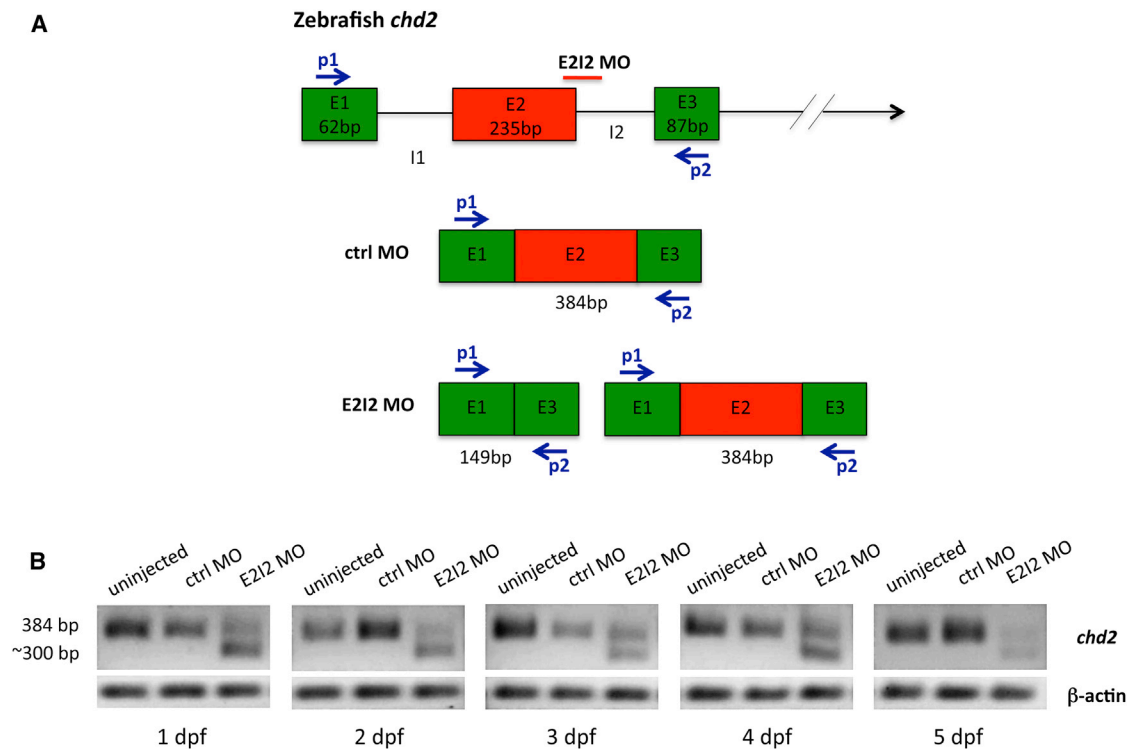 A
Zebrafish chd2
p1
E2I2 MO
E1
62bp
E2
235bp
E3
87bp
I1
I2
p2
p1
ctrl MO
E1
E2
E3
384bp
p2
p1
p1
E2I2 MO
E1
E3
E1
E2
E3
149bp
p2
384bp
p2
B
uninjected ctrl MO E2I2 MO uninjected ctrl MO E2I2 MO uninjected ctrl MO E2I2 MO uninjected ctrl MO E2I2 MO uninjected ctrl MO E2I2 MO
384 bp
~300 bp
chd2
β-actin
1 dpf 2 dpf 3 dpf 4 dpf 5 dpf